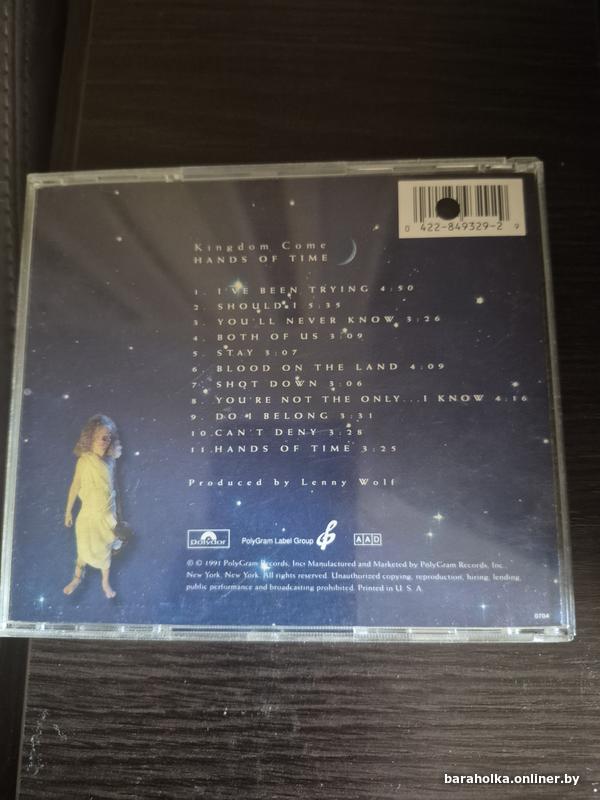 0 422-849329-2 9
Kingdom Come
HANDS OF TIME
1. I'VE BEEN TRYING 4:50
2. SHOULD I 5:35
3. YOU'LL NEVER KNOW 3:26
4. BOTH OF US 3:09
5. STAY 3:07
6. BLOOD ON THE LAND 4:09
7. SHOT DOWN 3:06
8. YOU'RE NOT THE ONLY...I KNOW 4:16
9. DO I BELONG 3:31
10. CAN'T DENY 3:28
11. HANDS OF TIME 3:25
Produced by Lenny Wolf
Polydor PolyGram Label Group AAD
℗ © 1991 PolyGram Records, Inc. Manufactured and Marketed by PolyGram Records, Inc.
New York, New York. All rights reserved. Unauthorized copying, reproduction, hiring, lending,
public performance and broadcasting prohibited. Printed in U. S. A.
0704
baraholka.onliner.by